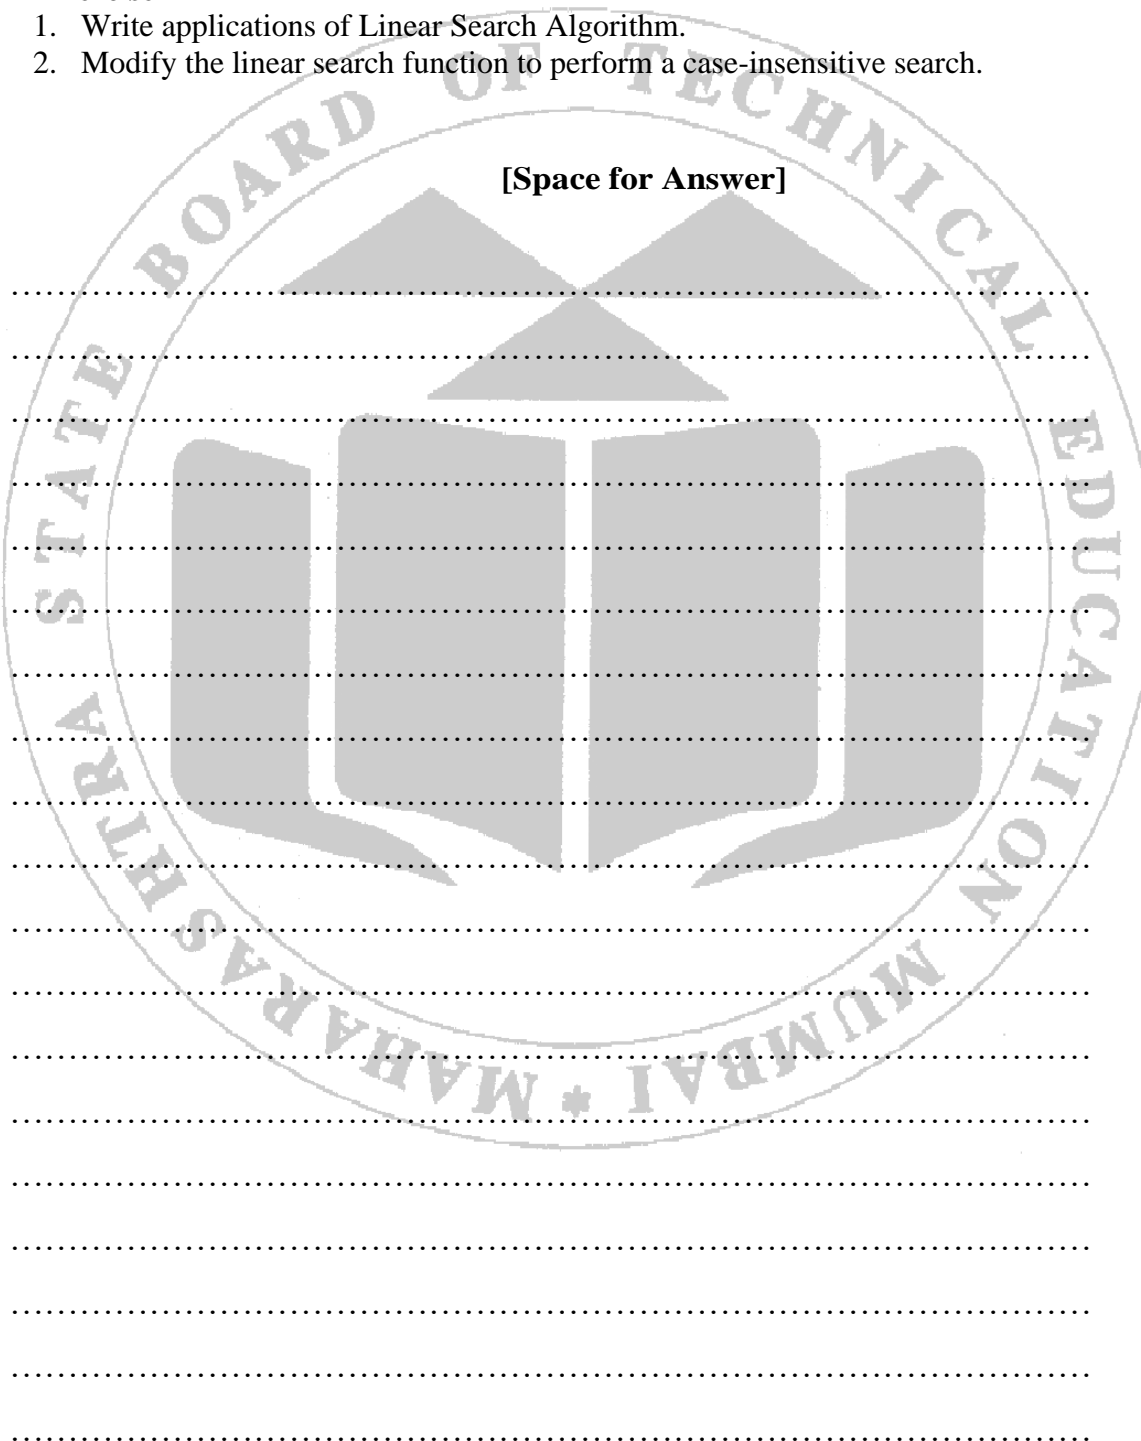 1. Write applications of Linear Search Algorithm.
2. Modify the linear search function to perform a case-insensitive search.
[Space for Answer]
MAHARASHTRA STATE BOARD OF TECHNICAL EDUCATION MUMBAI *